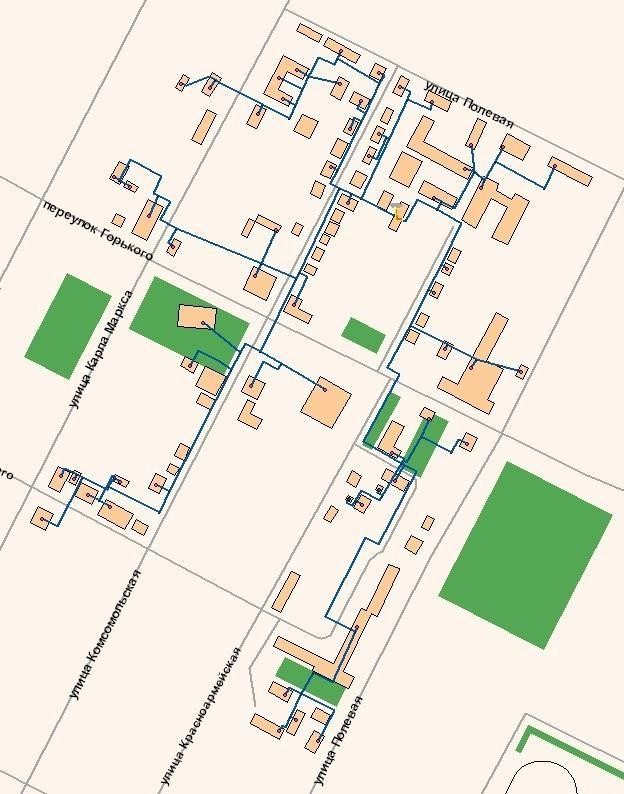 улица Полевая
переулок Горького
улица Карла Маркса
ого
улица Комсомольская
улица Красноармейская
улица Полевая